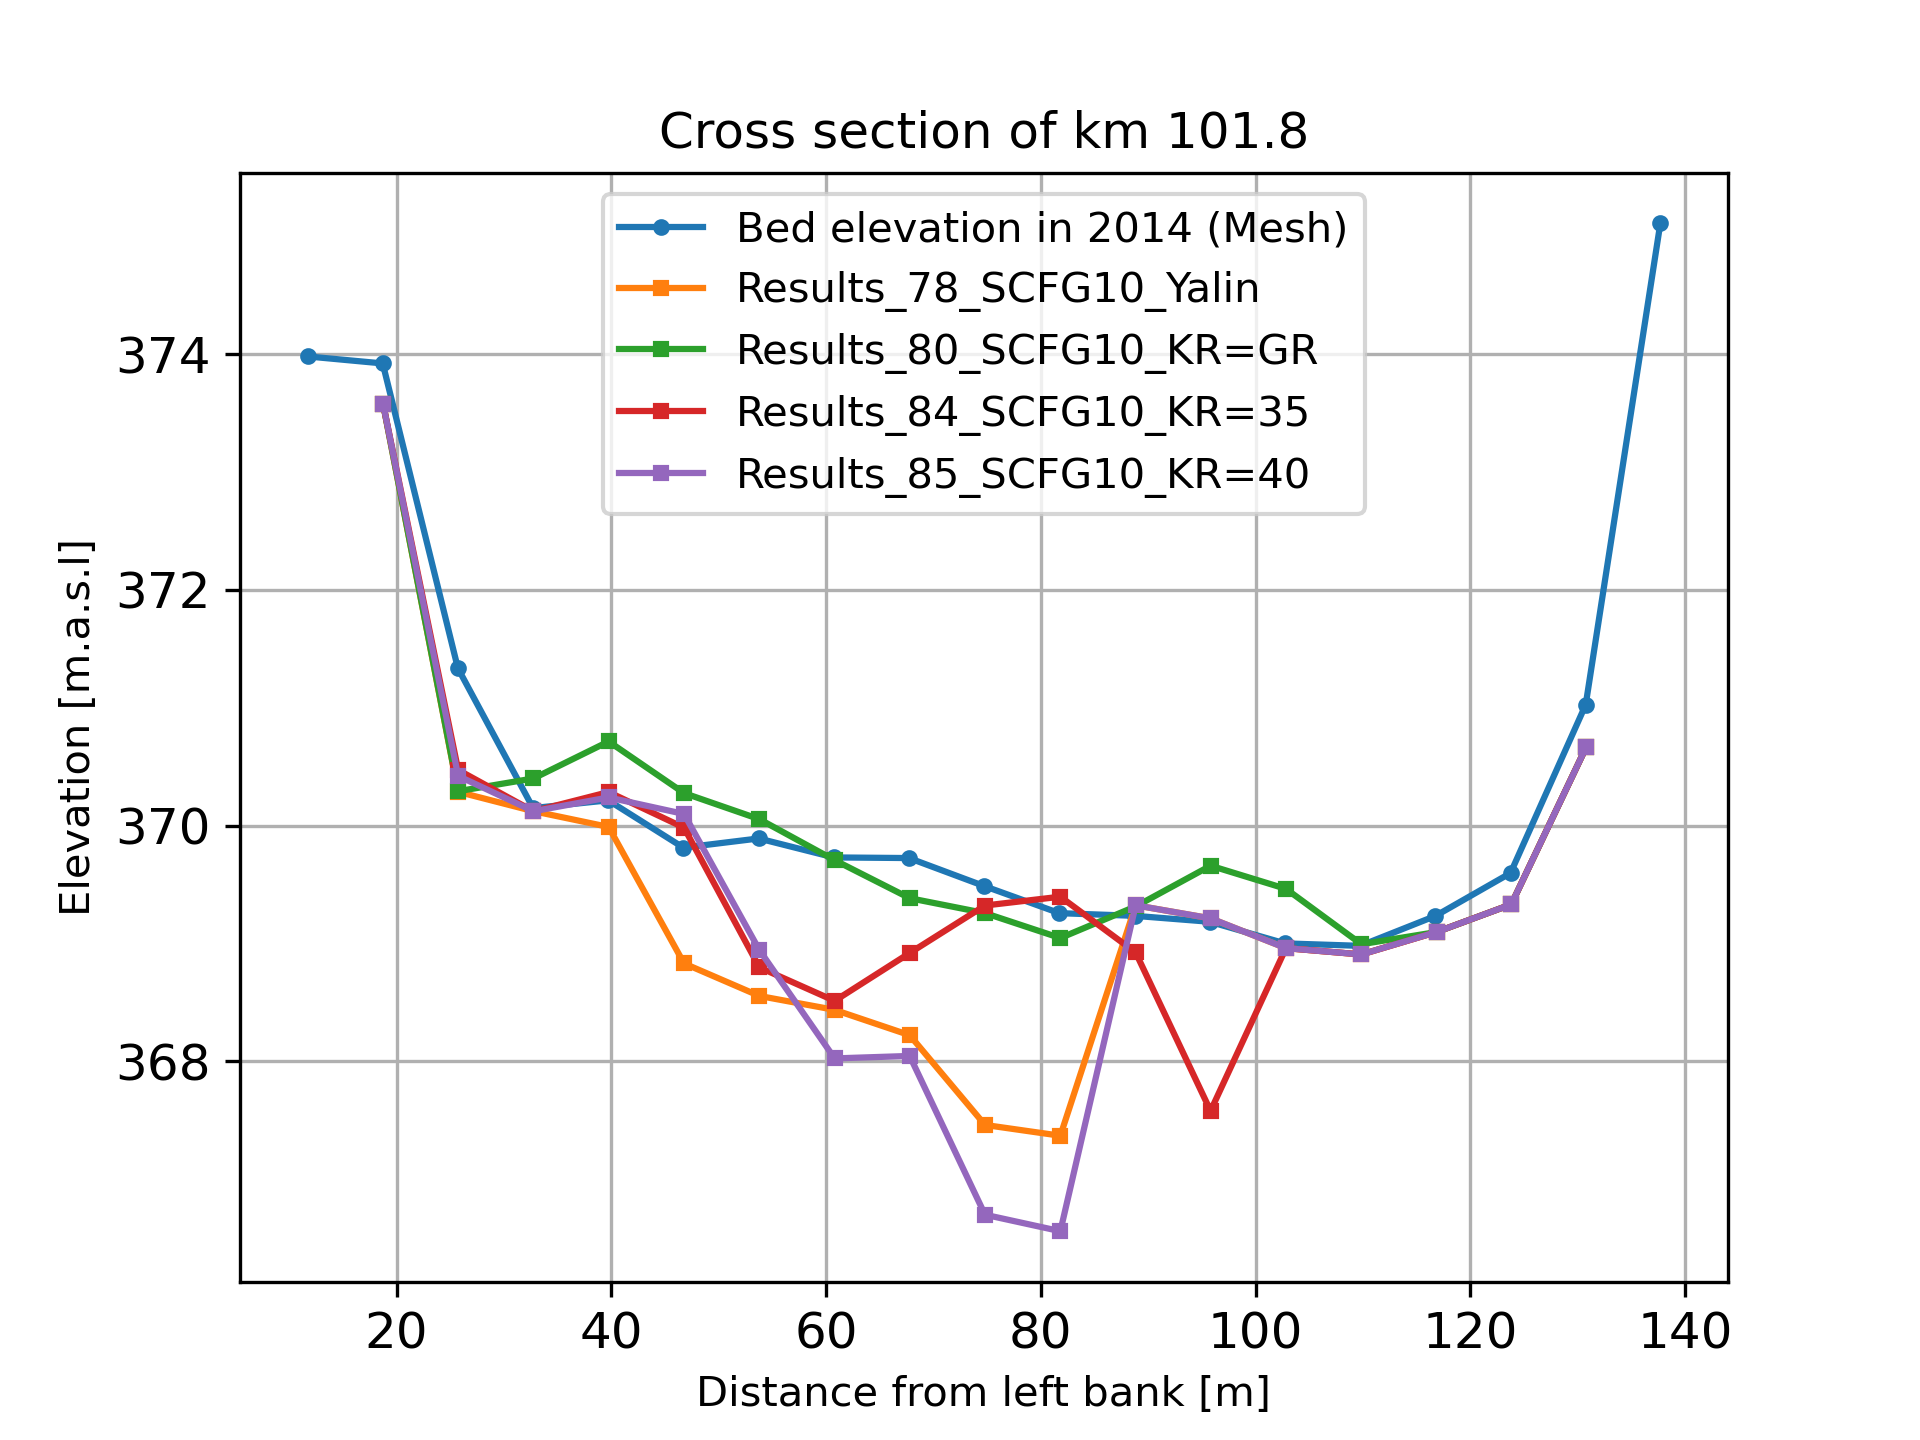 Cross section of km 101.8
Bed elevation in 2014 (Mesh)
Results_78_SCFG10_Yalin
Results_80_SCFG10_KR=GR
Results_84_SCFG10_KR=35
Results_85_SCFG10_KR=40
Elevation [m.a.s.l]
374
372
370
368
20 40 60 80 100 120 140
Distance from left bank [m]